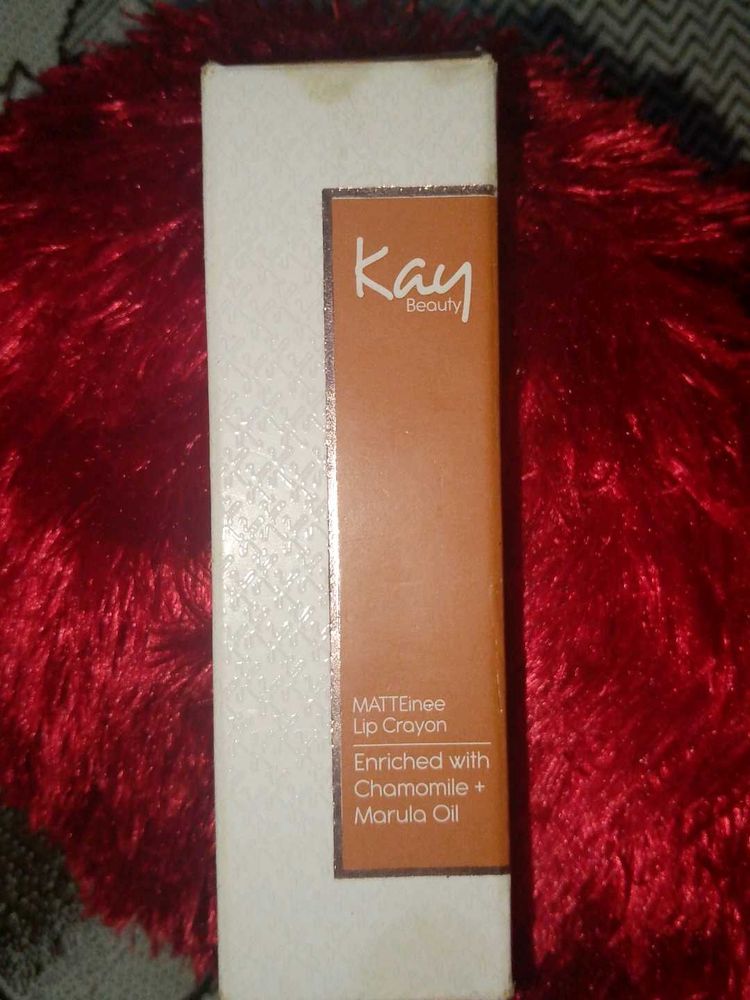 Kay
Beauty
MATTEinee
Lip Crayon
Enriched with
Chamomile +
Marula Oil